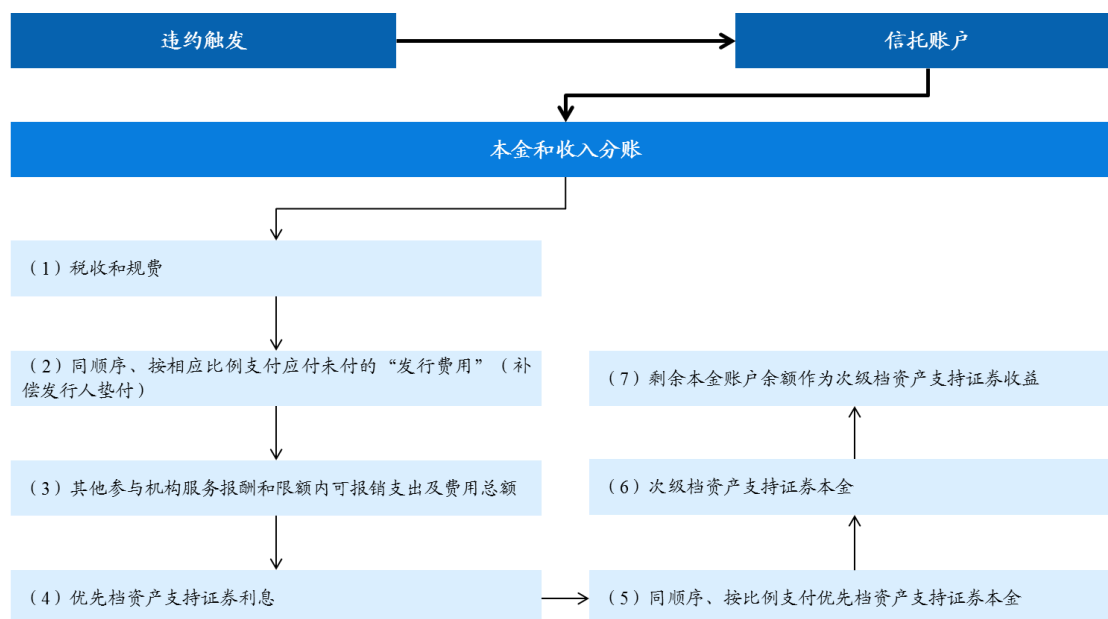 违约触发
信托账户
本金和收入分账
（1）税收和规费
（2）同顺序、按相应比例支付应付未付的“发行费用”（补
偿发行人垫付）
（3）其他参与机构服务报酬和限额内可报销支出及费用总额
（4）优先档资产支持证券利息
（5）同顺序、按比例支付优先档资产支持证券本金
（6）次级档资产支持证券本金
（7）剩余本金账户余额作为次级档资产支持证券收益